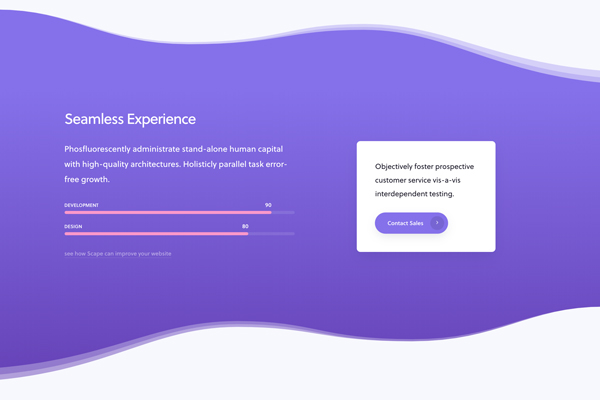 Seamless Experience
Phosfluorescently administrate stand-alone human capital
with high-quality architectures. Holisticly parallel task error-
free growth.
DEVELOPMENT 90
DESIGN 80
see how Scape can improve your website
Objectively foster prospective
customer service vis-a-vis
interdependent testing.
Contact Sales